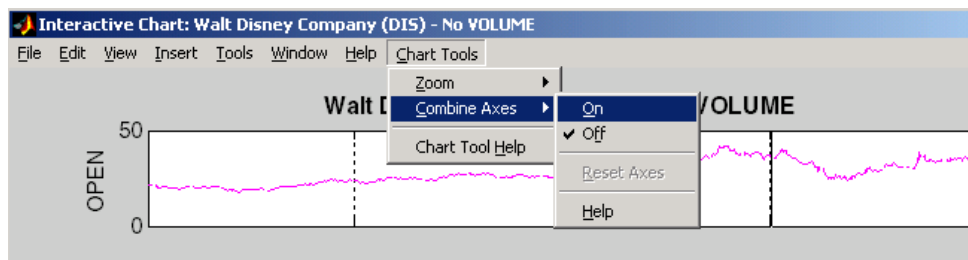 Interactive Chart: Walt Disney Company (DIS) - No VOLUME
File Edit View Insert Tools Window Help Chart Tools
Zoom
Walt D
Combine Axes
On
VOLUME
50
Off
Chart Tool Help
OPEN
Reset Axes
Help
0